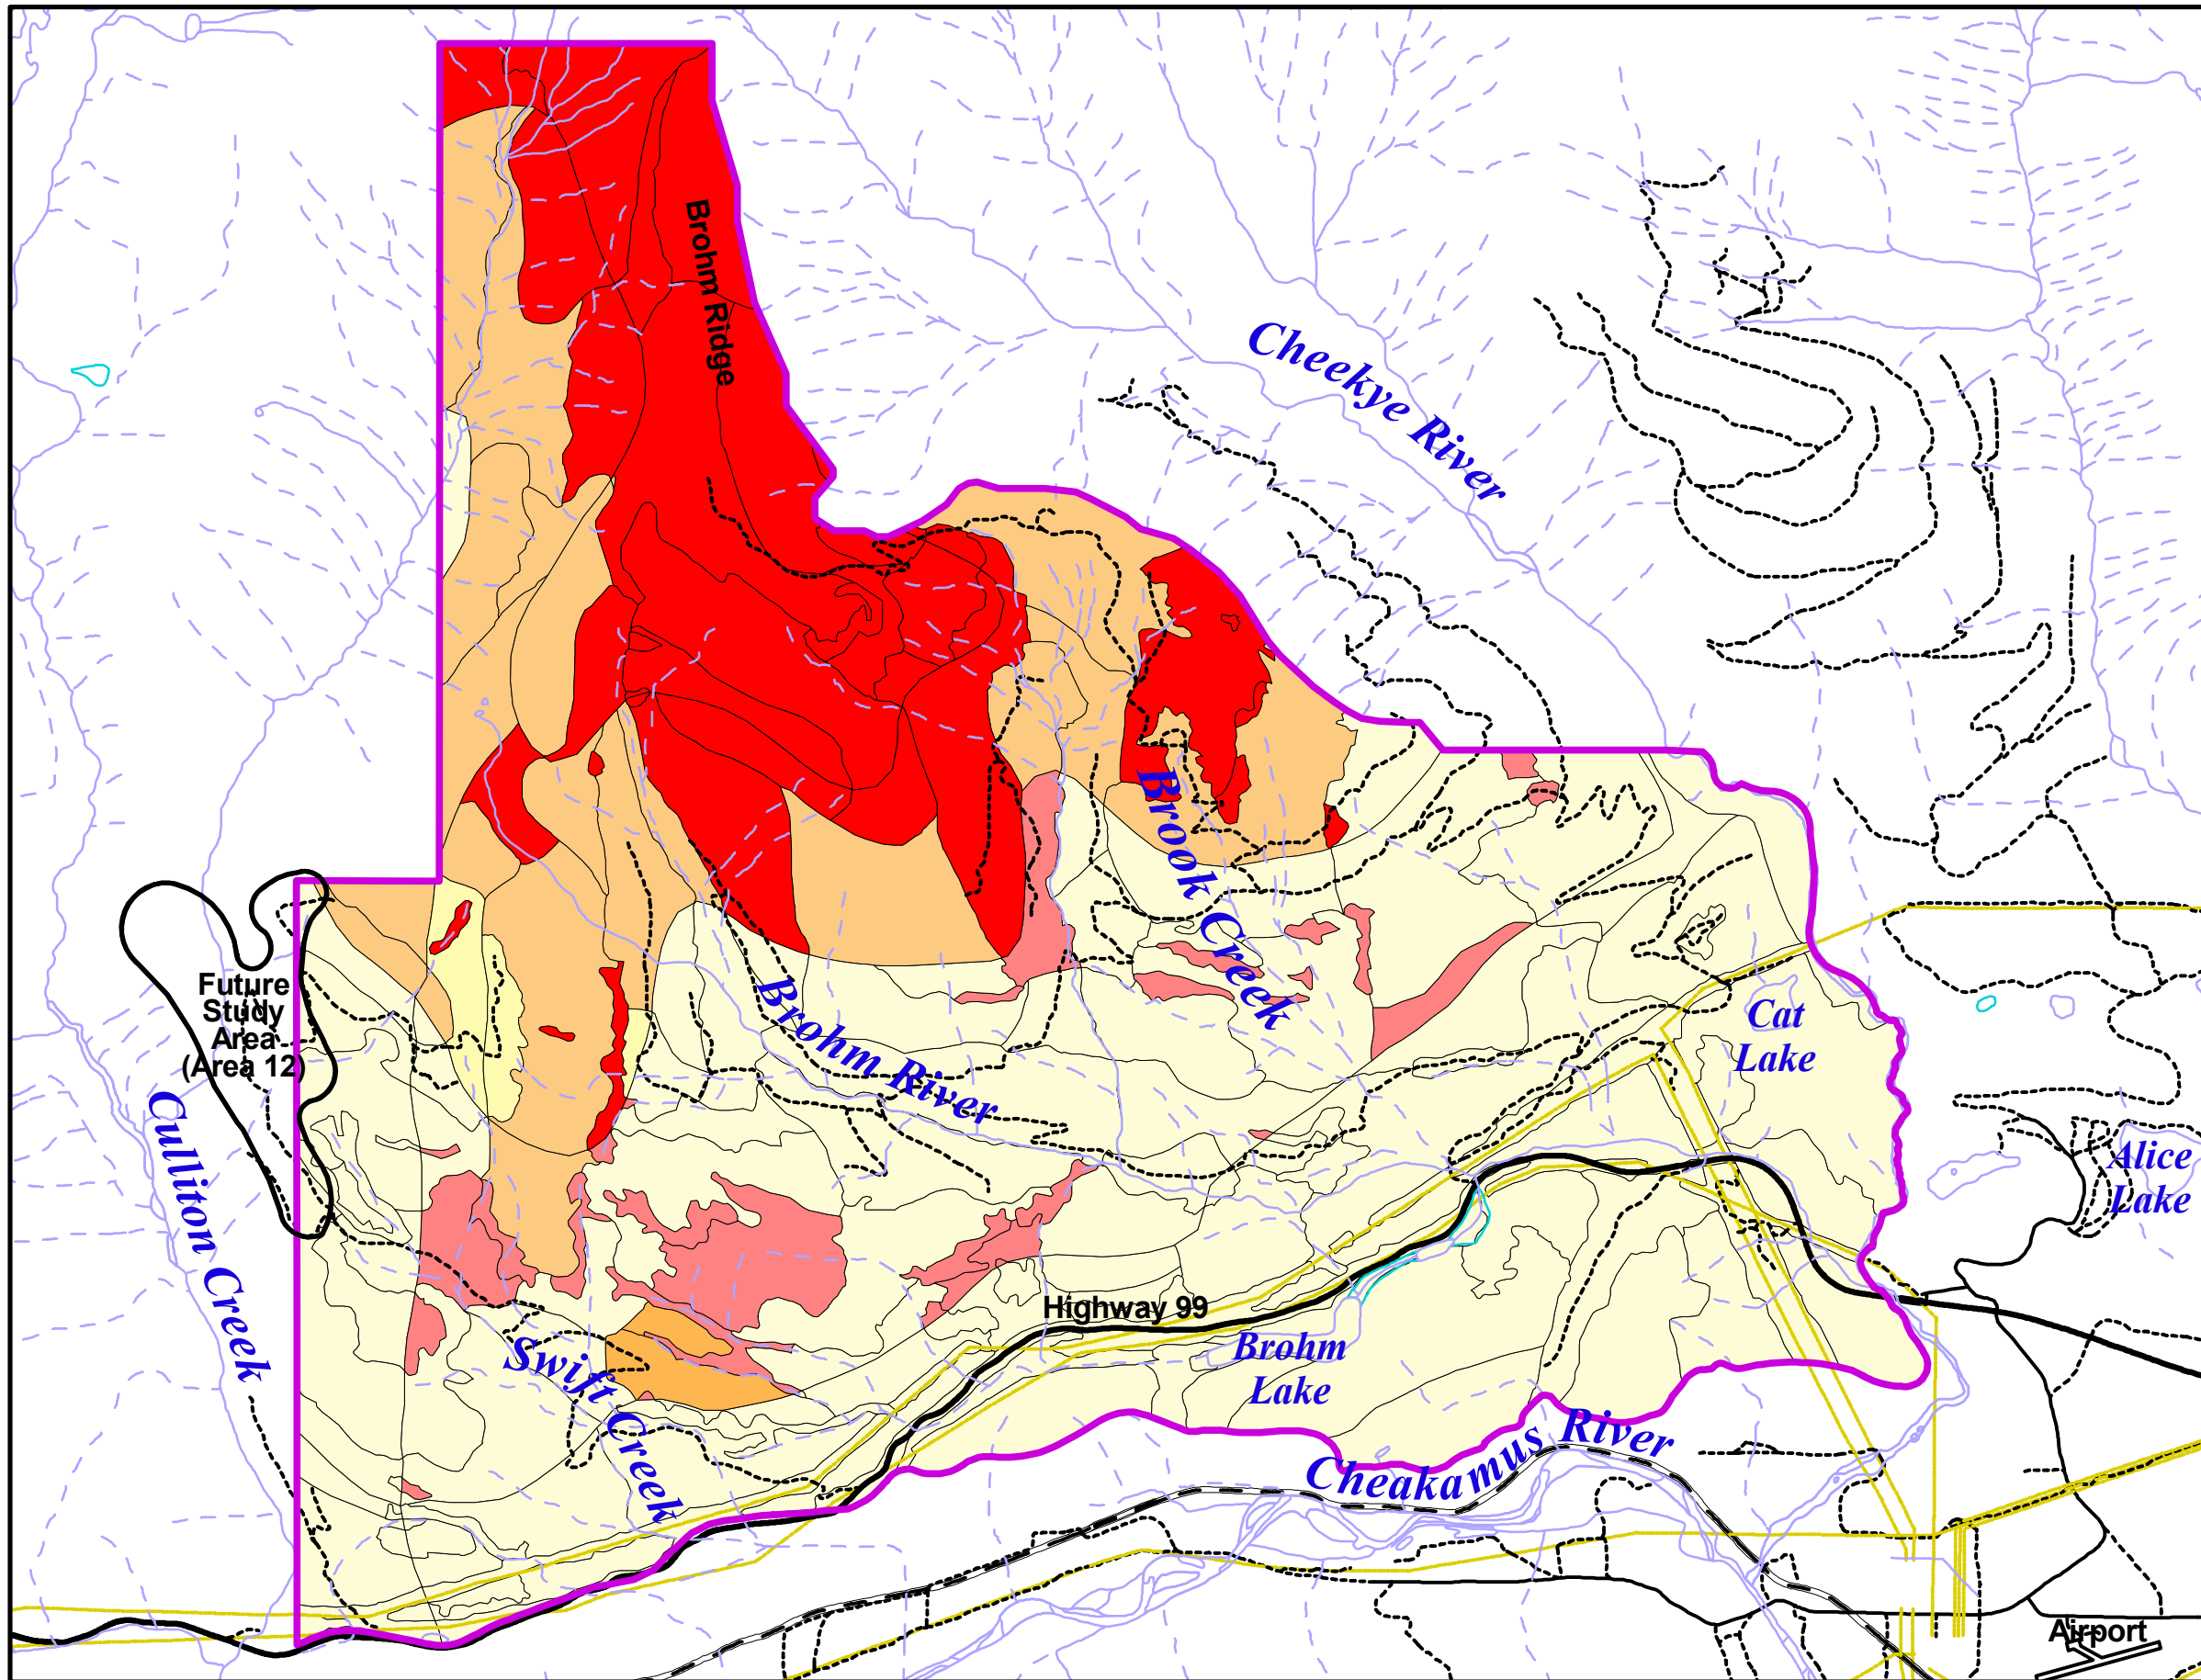 Brohm Ridge
Cheekye River
Brook Creek
Future
Study
Area
(Area 12)
Brohm River
Cat
Lake
Culliton Creek
Alice
Lake
Highway 99
Brohm
Lake
Swift Creek
Cheakamus River
Airport